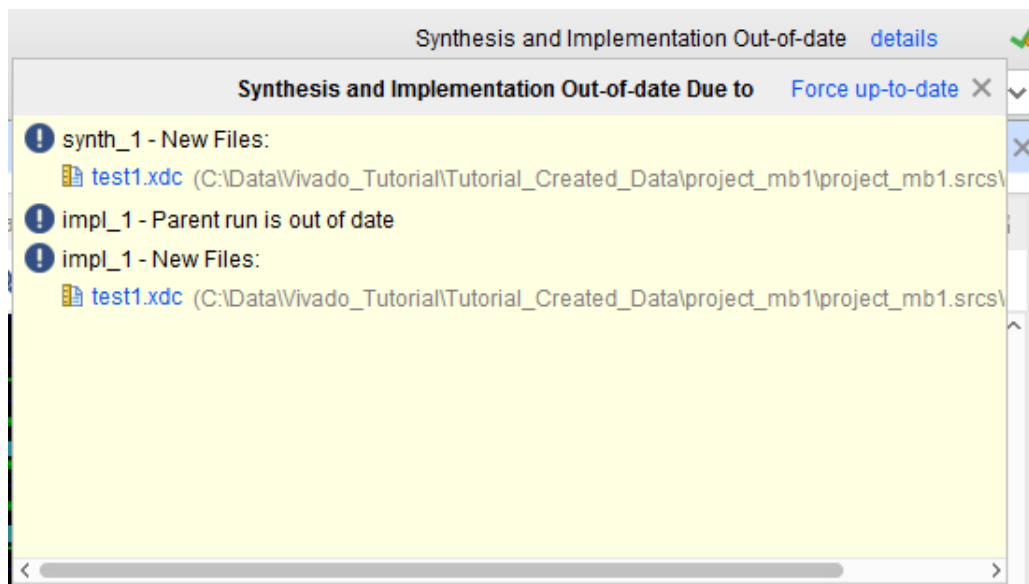 Synthesis and Implementation Out-of-date details
Synthesis and Implementation Out-of-date Due to Force up-to-date
synth_1 - New Files:
test1.xdc (C:\Data\Vivado_Tutorial\Tutorial_Created_Data\project_mb1\project_mb1.srcs\
impl_1 - Parent run is out of date
impl_1 - New Files:
test1.xdc (C:\Data\Vivado_Tutorial\Tutorial_Created_Data\project_mb1\project_mb1.srcs\